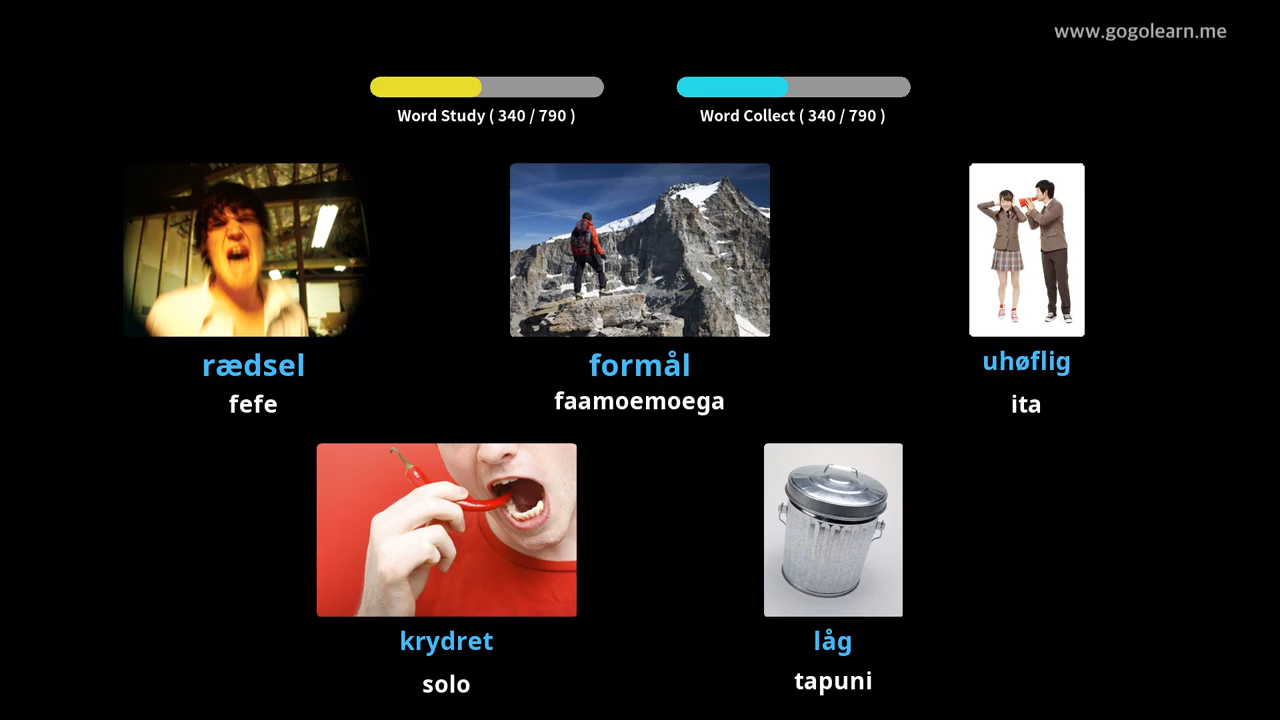 www.gogolearn.me
Word Study ( 340 / 790 )
Word Collect ( 340 / 790 )
rædsel
fefe
formål
faamoemoega
uhøflig
ita
krydret
solo
låg
tapuni